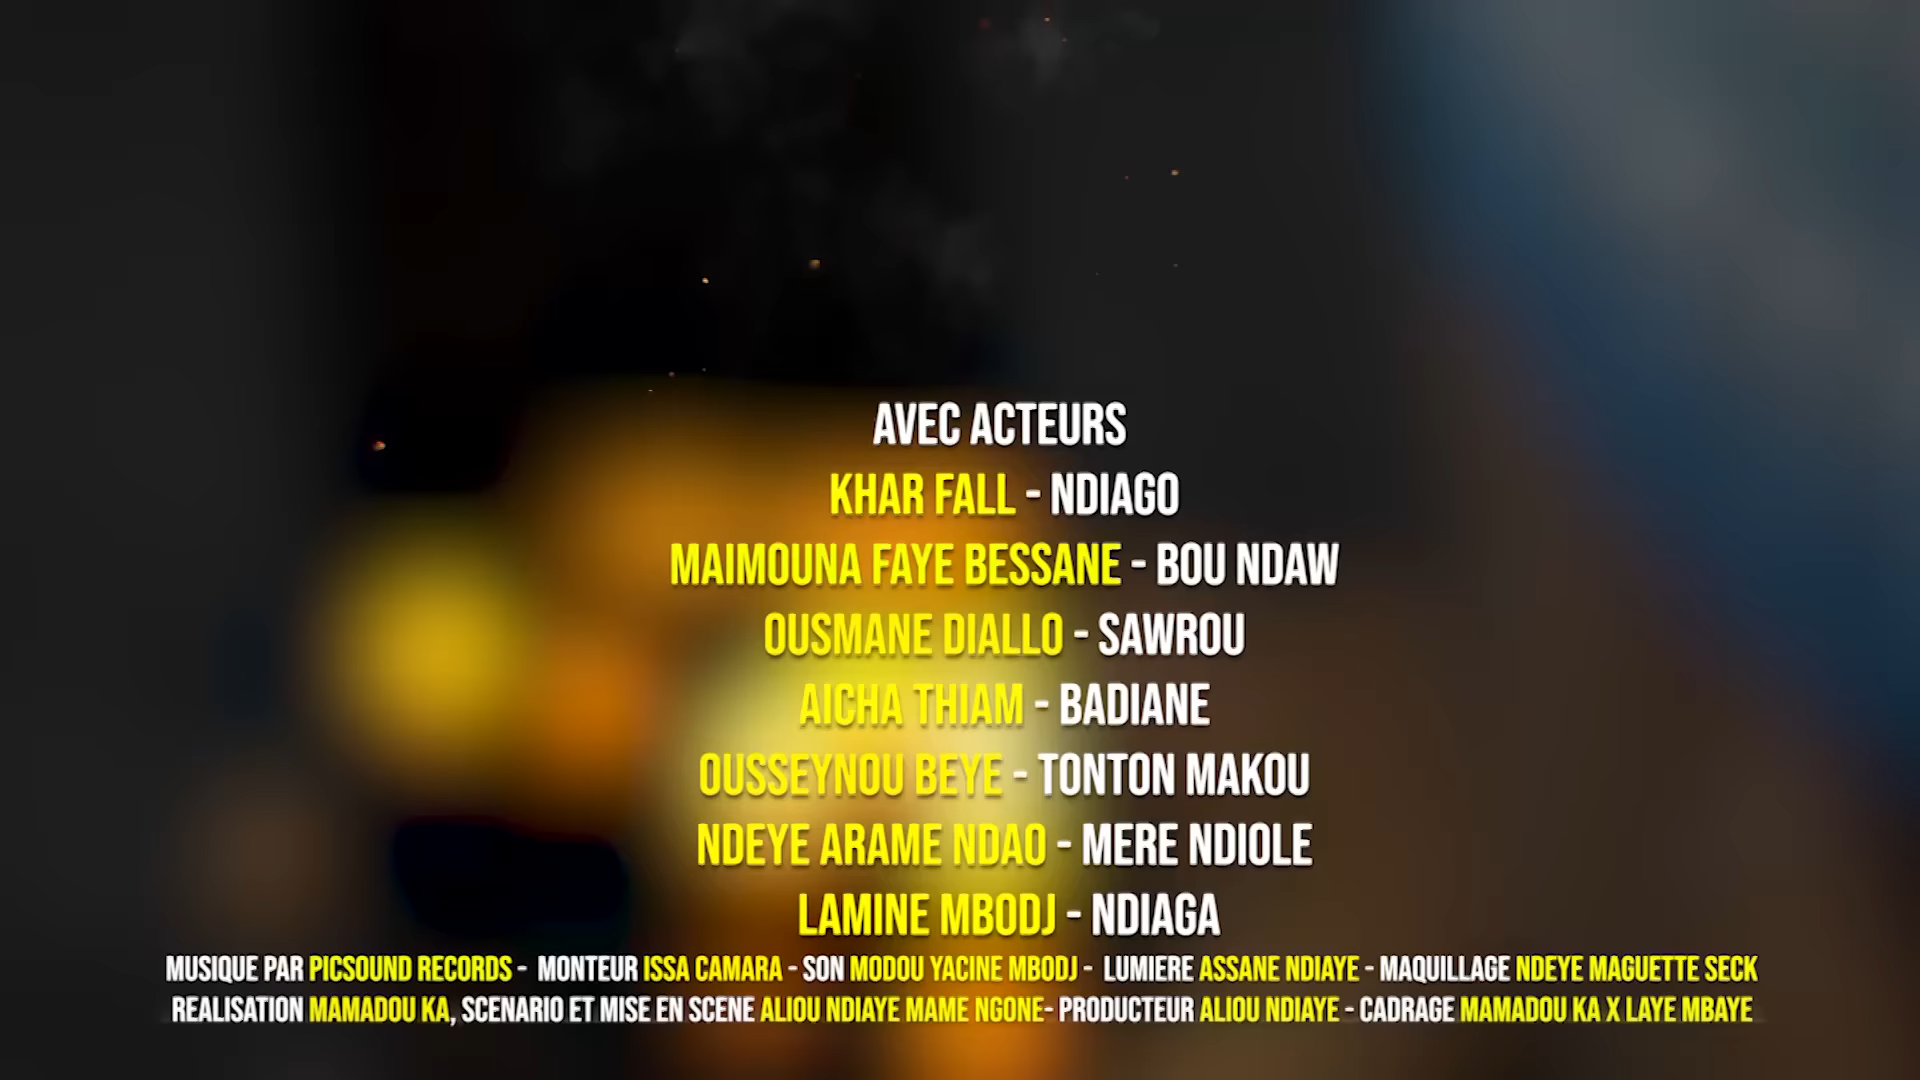 AVEC ACTEURS
KHAR FALL - NDIAGO
MAIMOUNA FAYE BESSANE - BOU NDAW
OUSMANE DIALLO - SAWROU
AICHA THIAM - BADIANE
OUSSEYNOU BEYE - TONTON MAKOU
NDEYE ARAME NDAO - MERE NDIOLE
LAMINE MBODJ - NDIAGA
MUSIQUE PAR PICSOUND RECORDS - MONTEUR ISSA CAMARA - SON MODOU YACINE MBODJ - LUMIERE ASSANE NDIAYE - MAQUILLAGE NDEYE MAGUETTE SECK
REALISATION MAMADOU KA, SCENARIO ET MISE EN SCENE ALIOU NDIAYE MAME NGONE- PRODUCTEUR ALIOU NDIAYE - CADRAGE MAMADOU KA X LAYE MBAYE